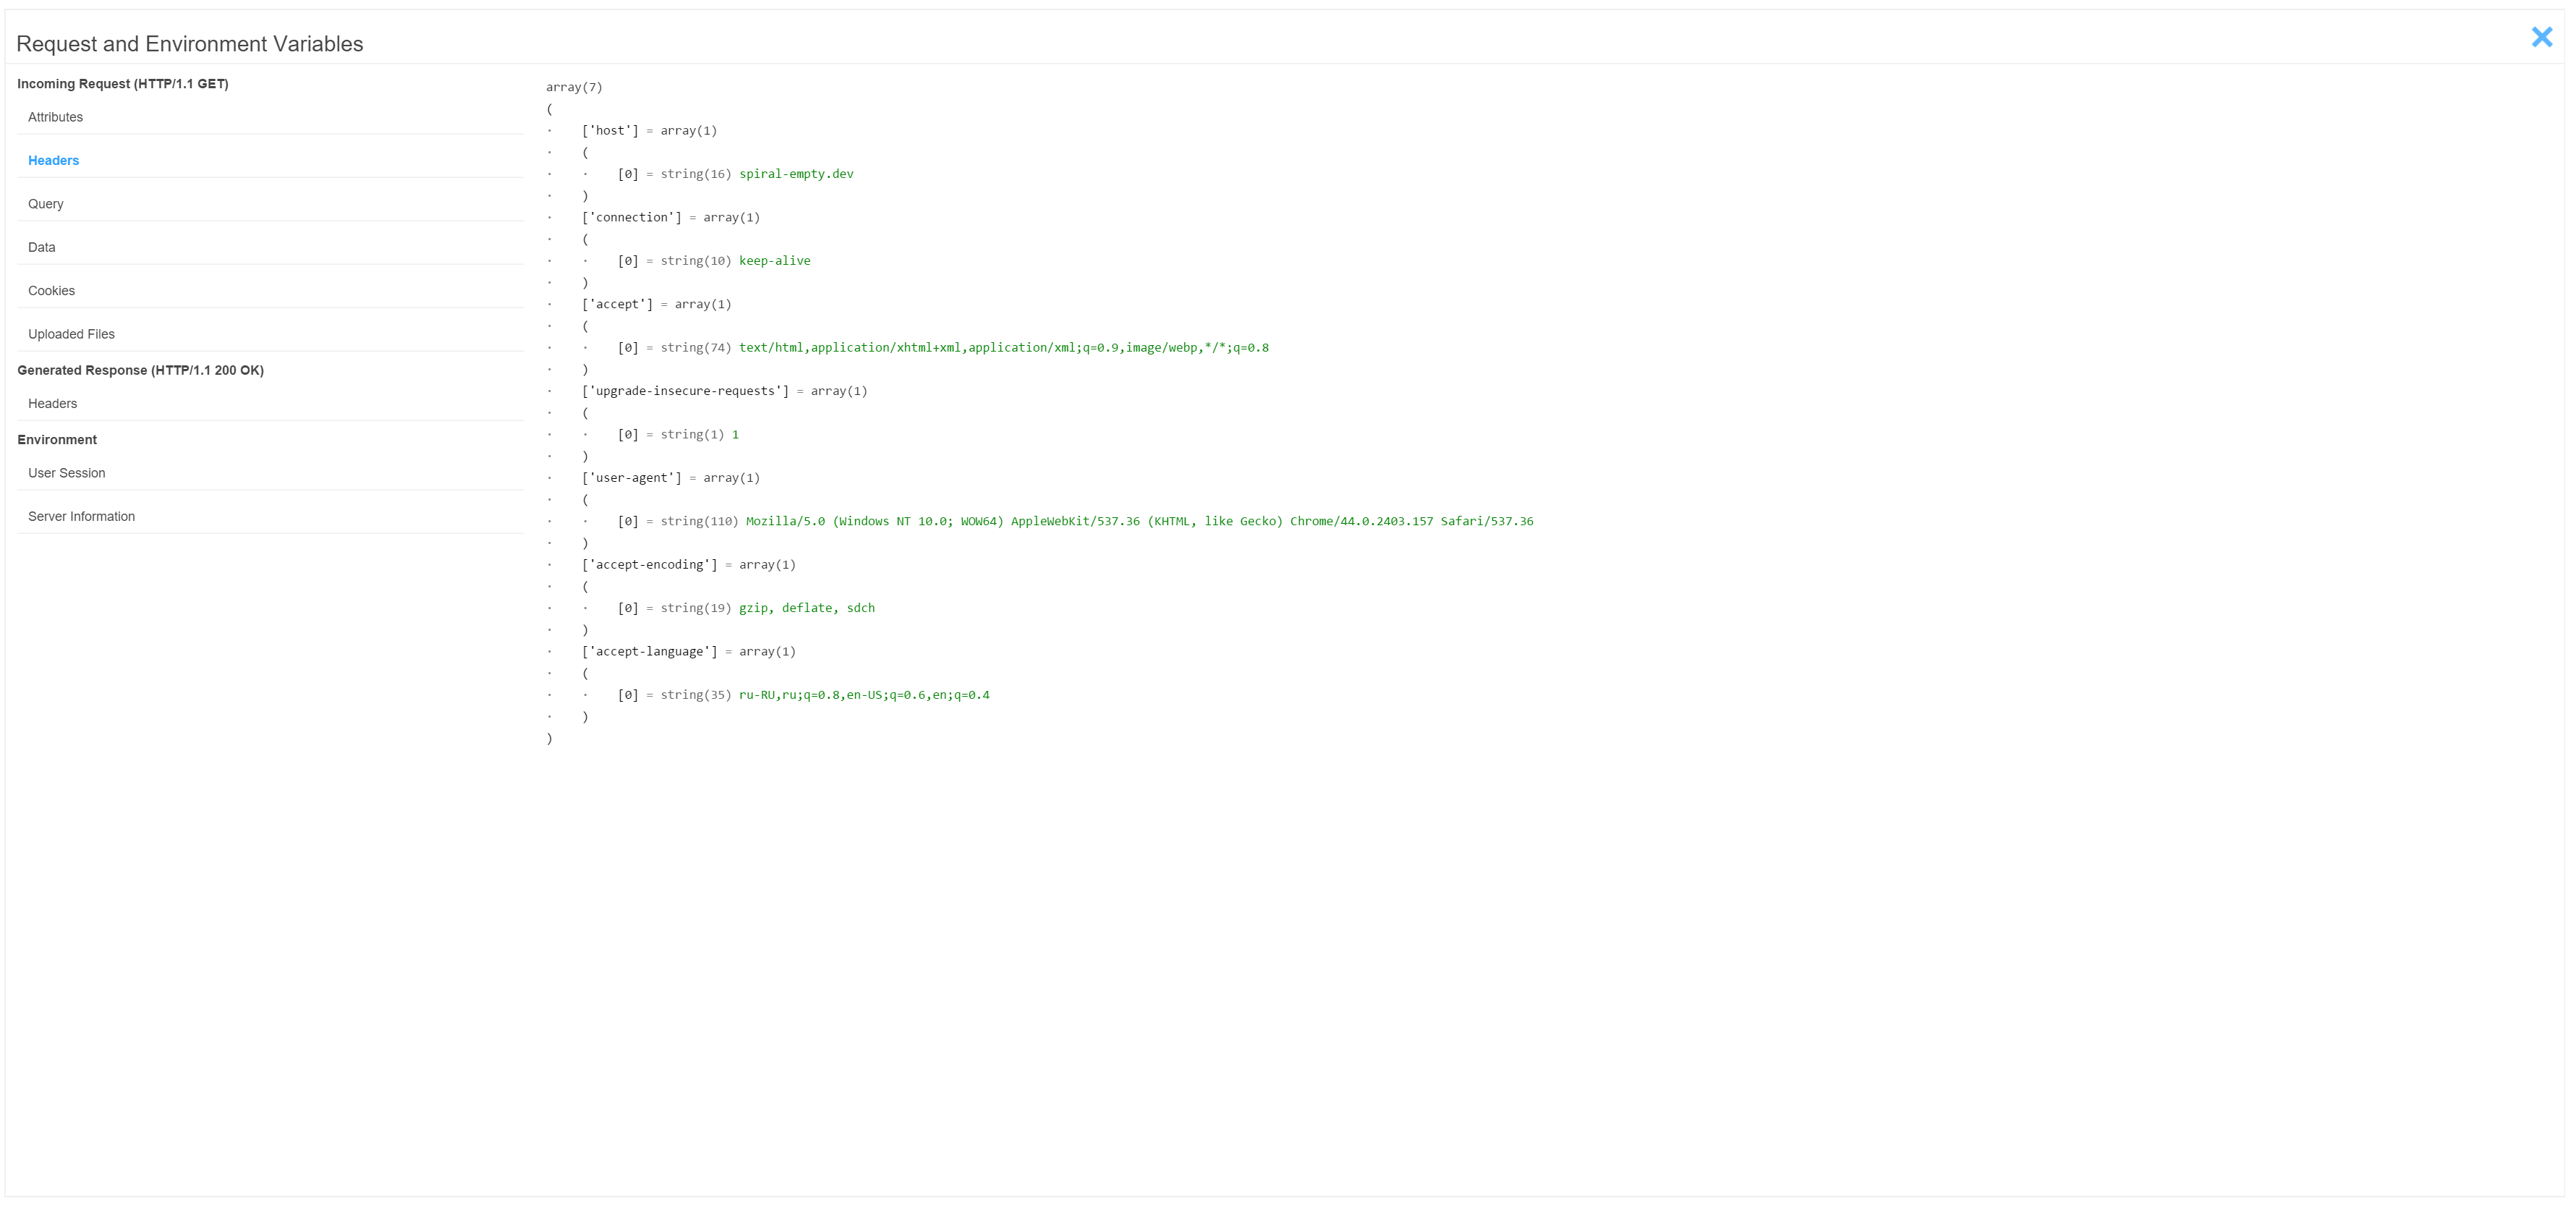 Request and Environment Variables
Incoming Request (HTTP/1.1 GET)
Attributes
Headers
Query
Data
Cookies
Uploaded Files
Generated Response (HTTP/1.1 200 OK)
Headers
Environment
User Session
Server Information
array(7)
(
·    ['host'] = array(1)
·    (
·    ·    [0] = string(16) spiral-empty.dev
·    )
·    ['connection'] = array(1)
·    (
·    ·    [0] = string(10) keep-alive
·    )
·    ['accept'] = array(1)
·    (
·    ·    [0] = string(74) text/html,application/xhtml+xml,application/xml;q=0.9,image/webp,*/*;q=0.8
·    )
·    ['upgrade-insecure-requests'] = array(1)
·    (
·    ·    [0] = string(1) 1
·    )
·    ['user-agent'] = array(1)
·    (
·    ·    [0] = string(110) Mozilla/5.0 (Windows NT 10.0; WOW64) AppleWebKit/537.36 (KHTML, like Gecko) Chrome/44.0.2403.157 Safari/537.36
·    )
·    ['accept-encoding'] = array(1)
·    (
·    ·    [0] = string(19) gzip, deflate, sdch
·    )
·    ['accept-language'] = array(1)
·    (
·    ·    [0] = string(35) ru-RU,ru;q=0.8,en-US;q=0.6,en;q=0.4
·    )
)